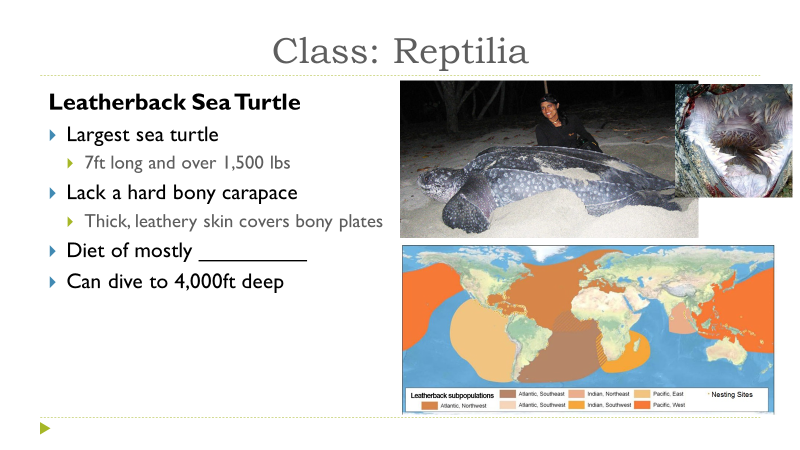 Class: Reptilia
Leatherback Sea Turtle
Largest sea turtle
7ft long and over 1,500 lbs
Lack a hard bony carapace
Thick, leathery skin covers bony plates
Diet of mostly __________
Can dive to 4,000ft deep
Leatherback subpopulations
Atlantic, Northwest
Atlantic, Southeast
Atlantic, Southwest
Indian, Northeast
Indian, Southwest
Pacific, East
Pacific, West
Nesting Sites